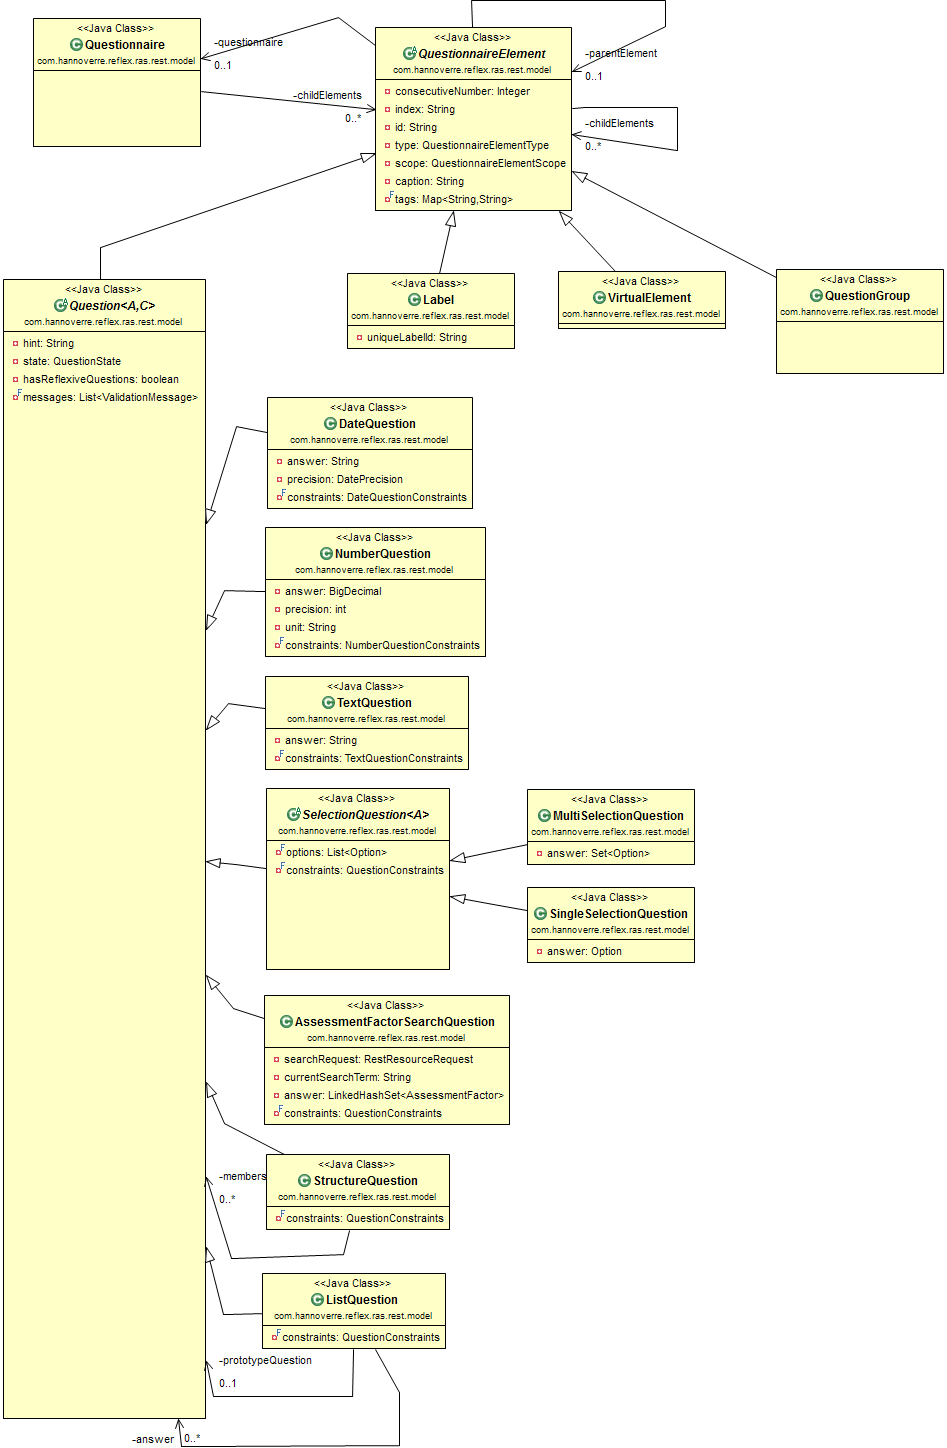 <<Java Class>>
Questionnaire
com.hannoverre.reflex.ras.rest.model
-questionnaire
0..1
-childElements
0..*
<<Java Class>>
QuestionnaireElement
com.hannoverre.reflex.ras.rest.model
consecutiveNumber: Integer
index: String
id: String
type: QuestionnaireElementType
scope: QuestionnaireElementScope
caption: String
tags: Map<String,String>
-parentElement
0..1
-childElements
0..*
<<Java Class>>
Label
com.hannoverre.reflex.ras.rest.model
uniqueLabelId: String
<<Java Class>>
VirtualElement
com.hannoverre.reflex.ras.rest.model
<<Java Class>>
QuestionGroup
com.hannoverre.reflex.ras.rest.model
<<Java Class>>
Question<A,C>
com.hannoverre.reflex.ras.rest.model
hint: String
state: QuestionState
hasReflexiveQuestions: boolean
messages: List<ValidationMessage>
<<Java Class>>
DateQuestion
com.hannoverre.reflex.ras.rest.model
answer: String
precision: DatePrecision
constraints: DateQuestionConstraints
<<Java Class>>
NumberQuestion
com.hannoverre.reflex.ras.rest.model
answer: BigDecimal
precision: int
unit: String
constraints: NumberQuestionConstraints
<<Java Class>>
TextQuestion
com.hannoverre.reflex.ras.rest.model
answer: String
constraints: TextQuestionConstraints
<<Java Class>>
SelectionQuestion<A>
com.hannoverre.reflex.ras.rest.model
options: List<Option>
constraints: QuestionConstraints
<<Java Class>>
MultiSelectionQuestion
com.hannoverre.reflex.ras.rest.model
answer: Set<Option>
<<Java Class>>
SingleSelectionQuestion
com.hannoverre.reflex.ras.rest.model
answer: Option
<<Java Class>>
AssessmentFactorSearchQuestion
com.hannoverre.reflex.ras.rest.model
searchRequest: RestResourceRequest
currentSearchTerm: String
answer: LinkedHashSet<AssessmentFactor>
constraints: QuestionConstraints
<<Java Class>>
StructureQuestion
com.hannoverre.reflex.ras.rest.model
constraints: QuestionConstraints
-members
0..*
<<Java Class>>
ListQuestion
com.hannoverre.reflex.ras.rest.model
constraints: QuestionConstraints
-prototypeQuestion
0..1
-answer
0..*